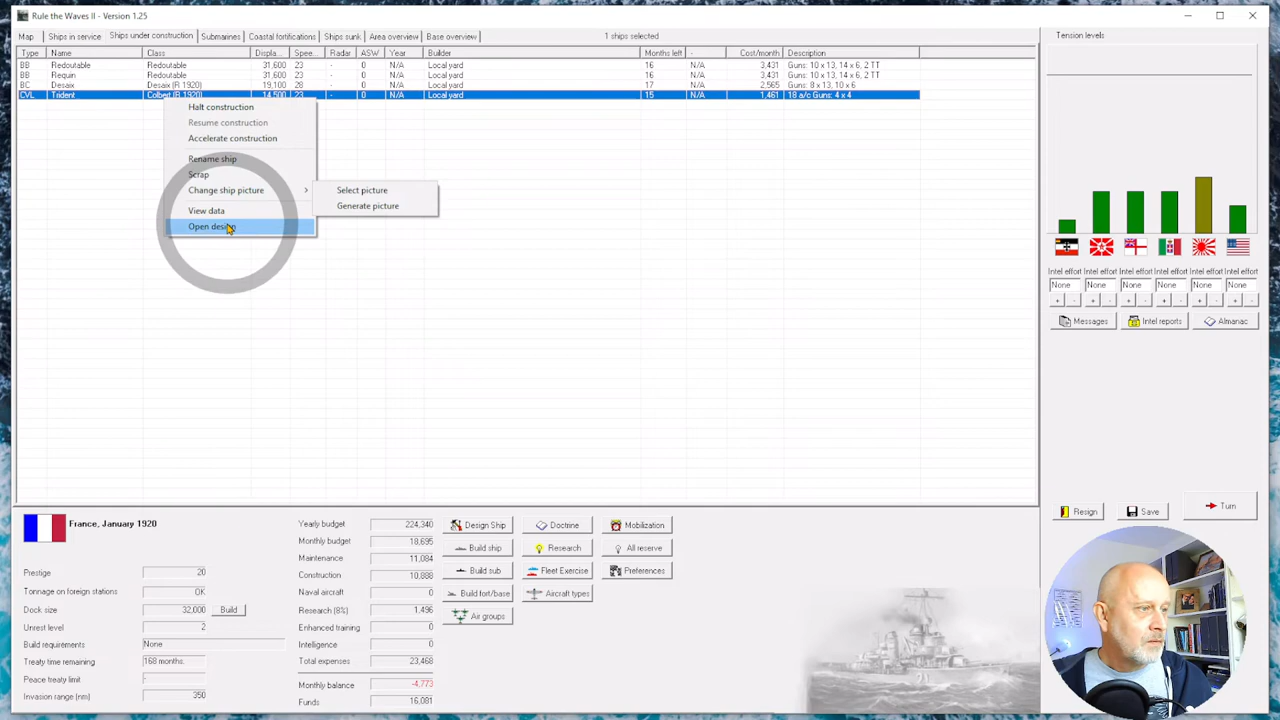 Rule the Waves II - Version 1.25
Map Ships in service Ships under construction Submarines Coastal fortifications Ships sunk Area overview Base overview 1 ships selected
Type Name Class Displa... Spee... Radar ASW Year Builder Months left - Cost/month Description
BB Redoutable Redoutable 31,600 23 - 0 N/A Local yard 16 N/A 3,431 Guns: 10 x 13, 14 x 6, 2 TT
BB Requin Redoutable 31,600 23 - 0 N/A Local yard 16 N/A 3,431 Guns: 10 x 13, 14 x 6, 2 TT
BC Desaix Desaix (R 1920) 19,100 28 - 0 N/A Local yard 17 N/A 2,565 Guns: 8 x 13, 10 x 6
CVL Trident Colbert (R 1920) 14,500 23 - 0 N/A Local yard 15 N/A 1,461 18 a/c Guns: 4 x 4
Halt construction
Resume construction
Accelerate construction
Rename ship
Scrap
Change ship picture
Select picture
Generate picture
View data
Open design
Tension levels
Intel effort Intel effort Intel effort Intel effort Intel effort Intel effort
None None None None None None
+ - + - + - + - + - + -
Messages Intel reports Almanac
Resign Save Turn
France, January 1920
Prestige 20
Tonnage on foreign stations OK
Dock size 32,000 Build
Unrest level 2
Build requirements None
Treaty time remaining 168 months.
Peace treaty limit -
Invasion range (nm) 350
Yearly budget 224,340
Monthly budget 18,695
Maintenance 11,084
Construction 10,888
Naval aircraft 0
Research (8%) 1,496
Enhanced training 0
Intelligence 0
Total expenses 23,468
Monthly balance -4,773
Funds 16,081
Design Ship Doctrine Mobilization
Build ship Research All reserve
Build sub Fleet Exercise Preferences
Build fort/base Aircraft types
Air groups